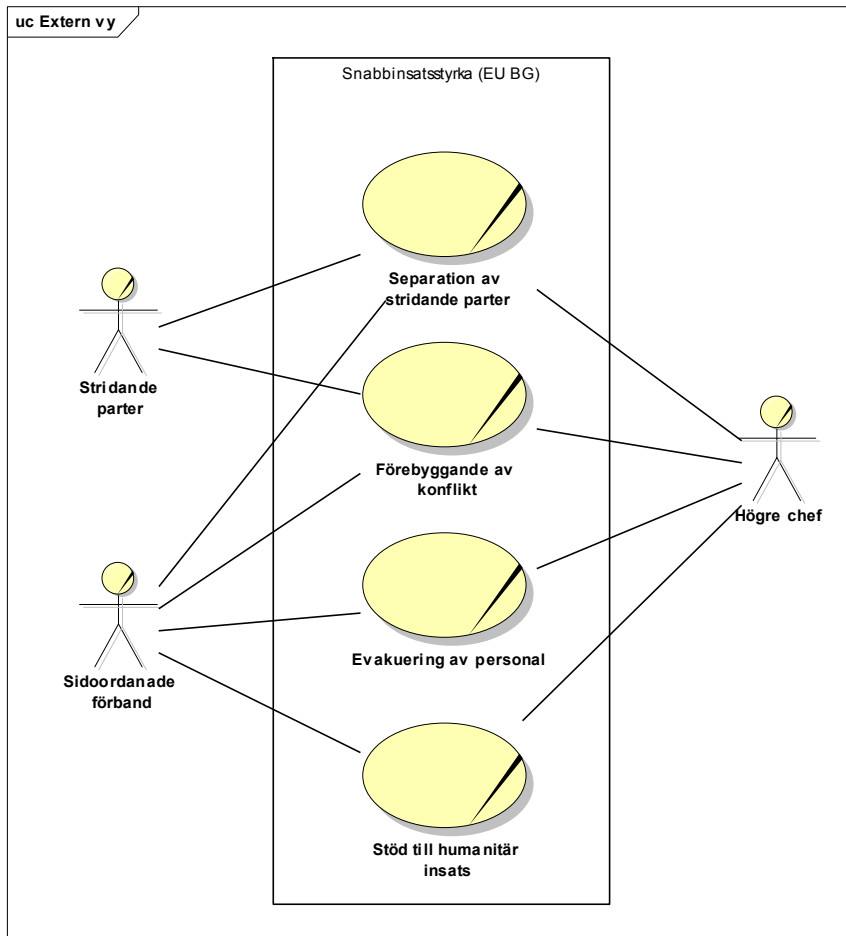 uc Extern vy
Snabbinsatsstyrka (EU BG)
Separation av
stridande parter
Stridande
parter
Förebyggande av
konflikt
Högre chef
Evakuering av personal
Sidoordanade
förband
Stöd till humanitär
insats